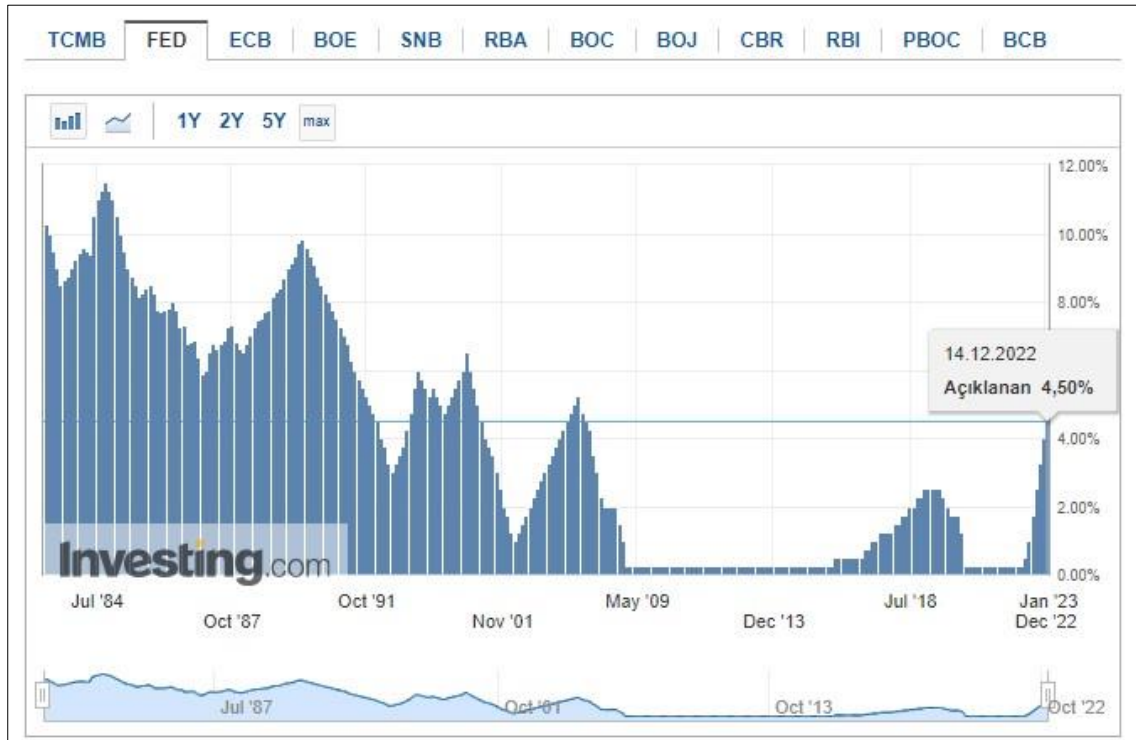 TCMB FED ECB BOE SNB RBA BOC BOJ CBR RBI PBOC BCB
1Y 2Y 5Y max
12.00%
10.00%
8.00%
14.12.2022
Açıklanan 4,50%
4.00%
2.00%
0.00%
Investing.com
Jul '84 Oct '91 May '09 Jul '18 Jan '23
Oct '87 Nov '01 Dec '13 Dec '22
Jul '87 Oct '01 Oct '13 Oct '22